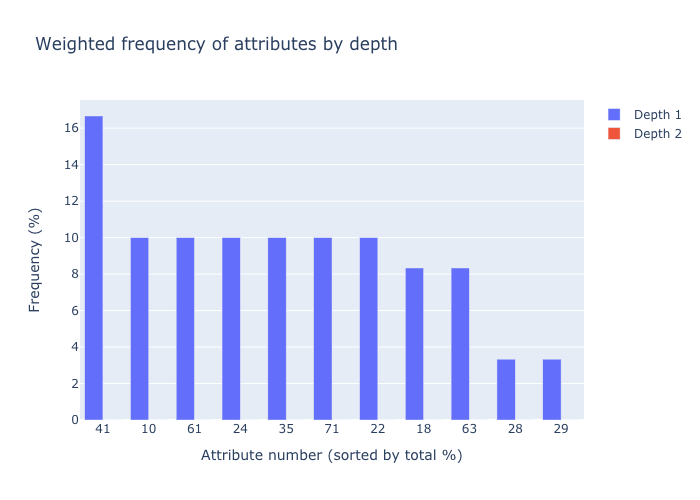 Weighted frequency of attributes by depth
Depth 1
Depth 2
16
14
12
10
8
6
4
2
0
Frequency (%)
41 10 61 24 35 71 22 18 63 28 29
Attribute number (sorted by total %)